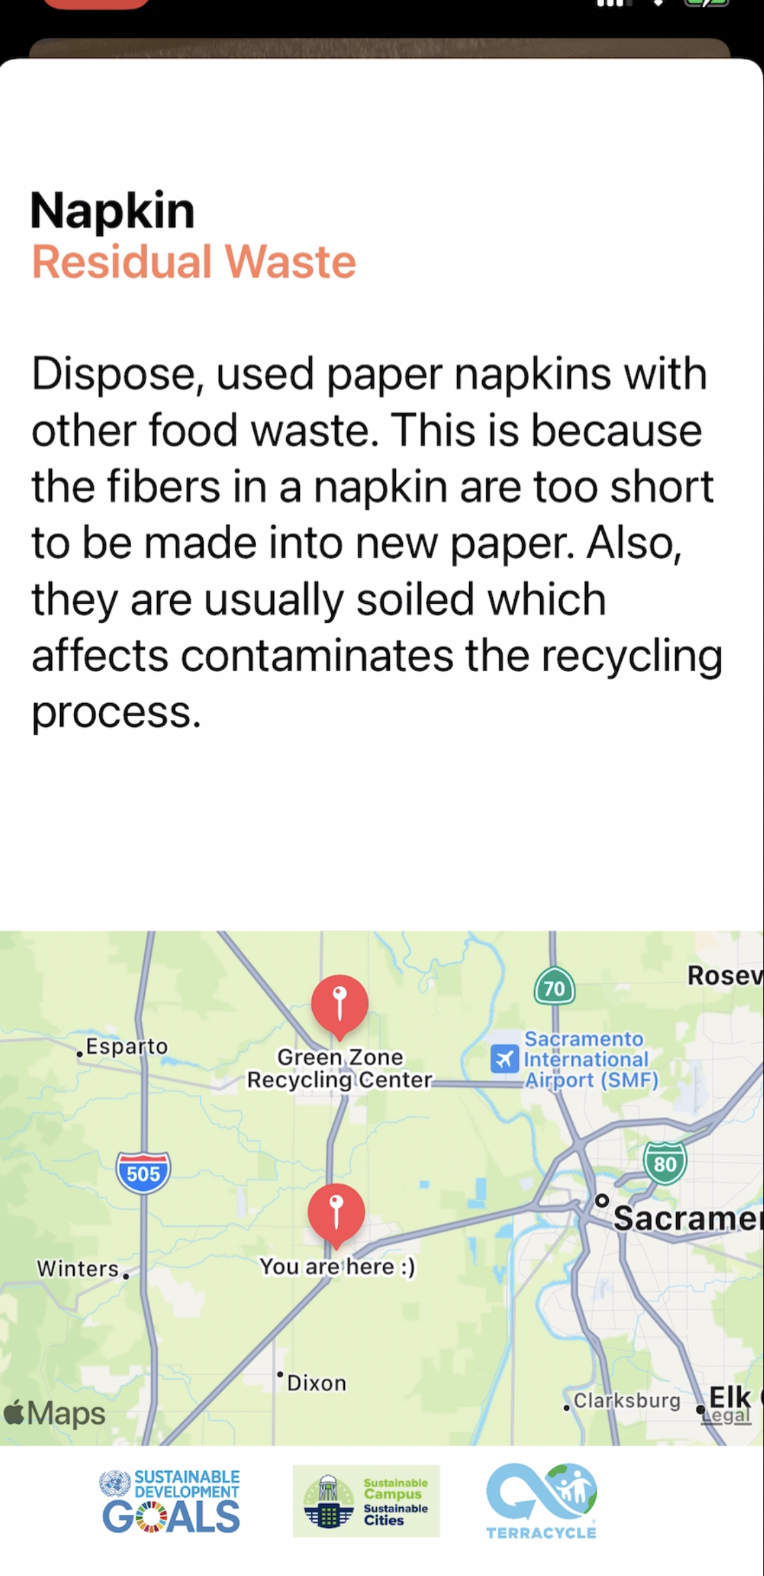 Napkin
Residual Waste
Dispose, used paper napkins with
other food waste. This is because
the fibers in a napkin are too short
to be made into new paper. Also,
they are usually soiled which
affects contaminates the recycling
process.
70
Rosev
Esparto
Green Zone
Recycling Center
Sacramento
International
Airport (SMF)
505
80
Sacramen
Winters
You are here :)
Dixon
Clarksburg
Elk
Legal
Maps
SUSTAINABLE
DEVELOPMENT
GOALS
Sustainable
Campus
Sustainable
Cities
TERRACYCLE